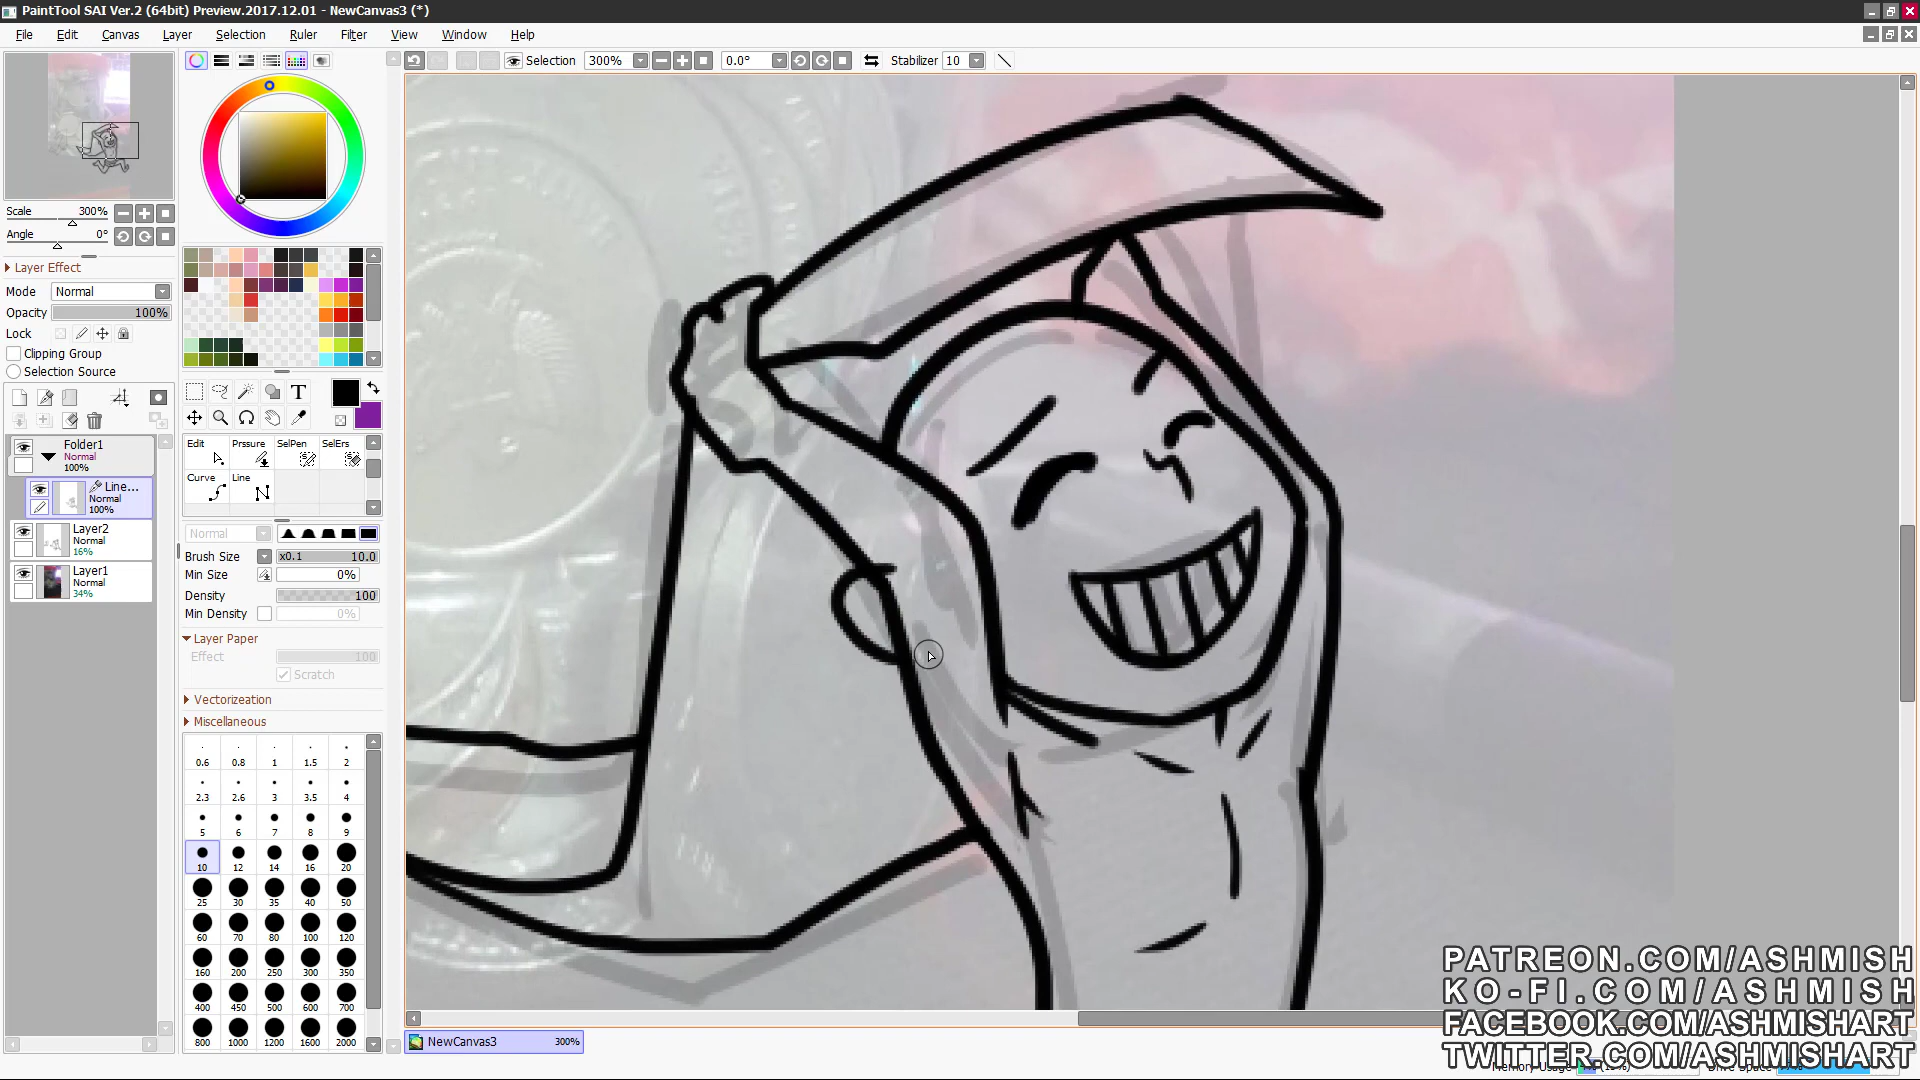 PaintTool SAI Ver.2 (64bit) Preview.2017.12.01 - NewCanvas3 (*)
File Edit Canvas Layer Selection Ruler Filter View Window Help
Selection 300% 0.0° Stabilizer 10
Scale 300%
Angle 0°
Layer Effect
Mode Normal
Opacity 100%
Lock
Clipping Group
Selection Source
Folder1
Normal
100%
Line...
Normal
100%
Layer2
Normal
16%
Layer1
Normal
34%
T
Edit Prssure SelPen SelErs
Curve Line
Normal
Brush Size x0.1 10.0
Min Size 0%
Density 100
Min Density 0%
Layer Paper
Effect 100
Scratch
Vectorizeation
Miscellaneous
0.6 0.8 1 1.5 2
2.3 2.6 3 3.5 4
5 6 7 8 9
10 12 14 16 20
25 30 35 40 50
60 70 80 100 120
160 200 250 300 350
400 450 500 600 700
800 1000 1200 1600 2000
NewCanvas3 300%
PATREON.COM/ASHMISH
KO-FI.COM/ASHMISH
FACEBOOK.COM/ASHMISHART
TWITTER.COM/ASHMISHART
Memory Usage
Drive Space